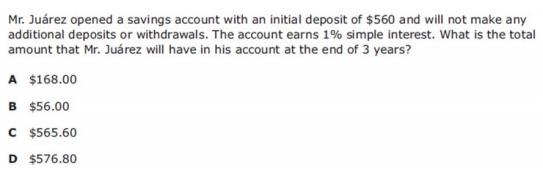 Mr. Juárez opened a savings account with an initial deposit of $560 and will not make any
additional deposits or withdrawals. The account earns 1% simple interest. What is the total
amount that Mr. Juárez will have in his account at the end of 3 years?
A $168.00
B $56.00
C $565.60
D $576.80